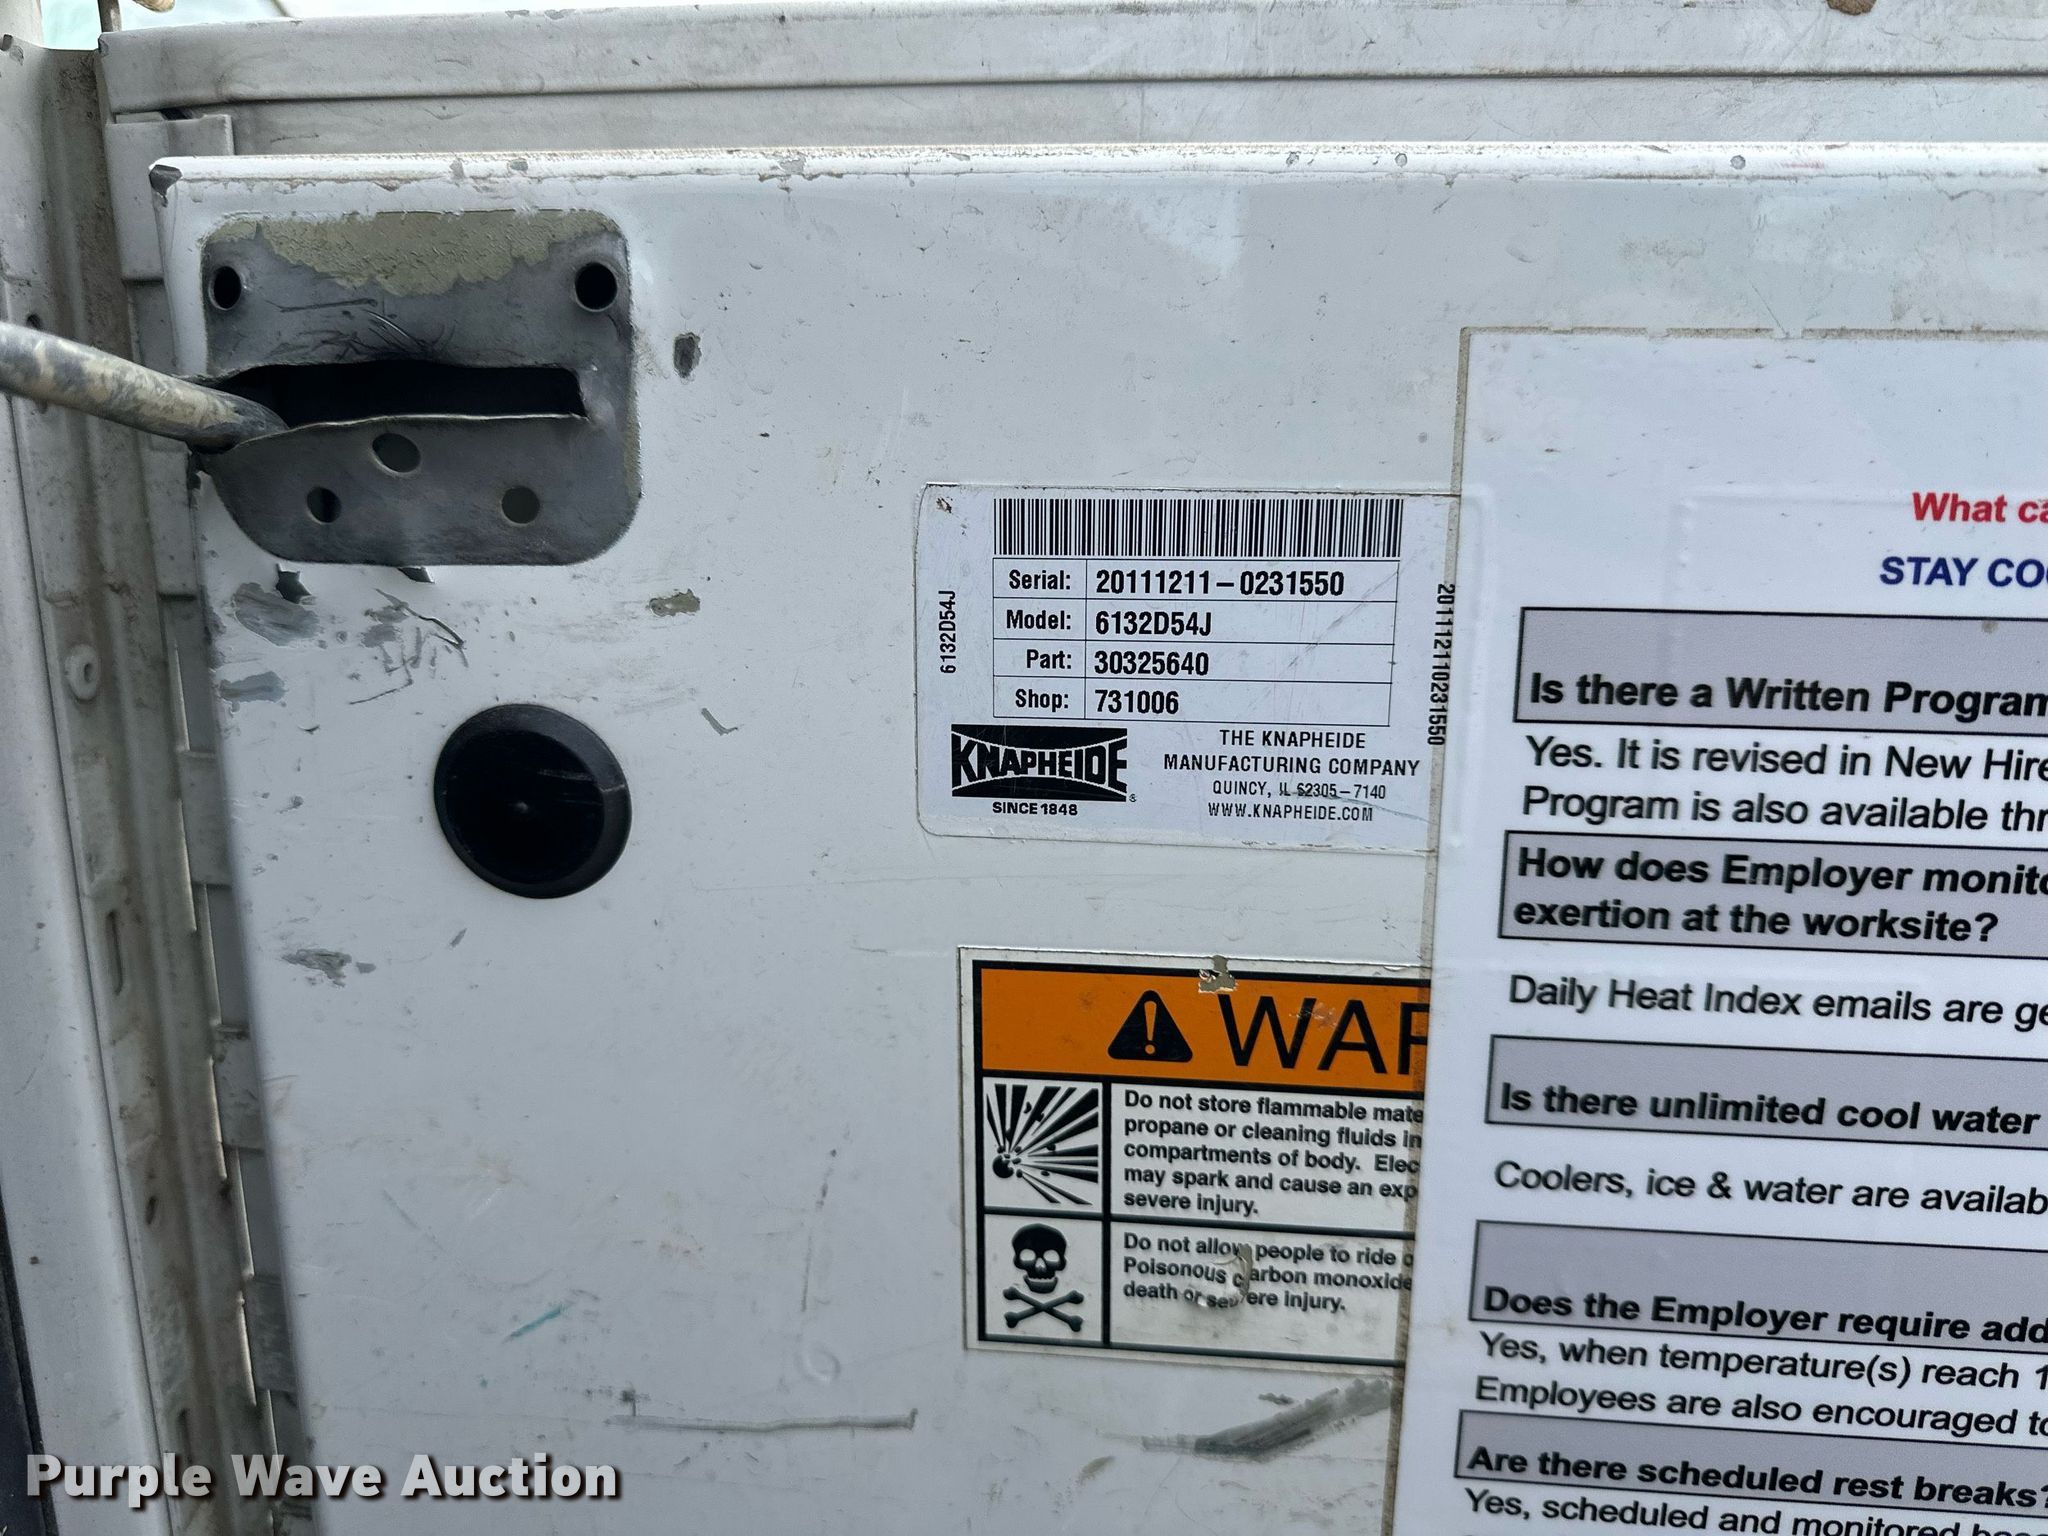 6132D54J
Serial: 20111211-0231550
Model: 6132D54J
Part: 30325640
Shop: 731006
201112110231550
KNAPHEIDE®
SINCE 1848
THE KNAPHEIDE
MANUFACTURING COMPANY
QUINCY, IL 62305-7140
WWW.KNAPHEIDE.COM
WAR
Do not store flammable mate
propane or cleaning fluids in
compartments of body. Elec
may spark and cause an exp
severe injury.
Do not allow people to ride o
Poisonous carbon monoxide
death or severe injury.
What ca
STAY CO
Is there a Written Program
Yes. It is revised in New Hire
Program is also available thr
How does Employer monito
exertion at the worksite?
Daily Heat Index emails are ge
Is there unlimited cool water
Coolers, ice & water are availab
Does the Employer require add
Yes, when temperature(s) reach 1
Employees are also encouraged to
Are there scheduled rest breaks?
Yes, scheduled and monitored
Purple Wave Auction